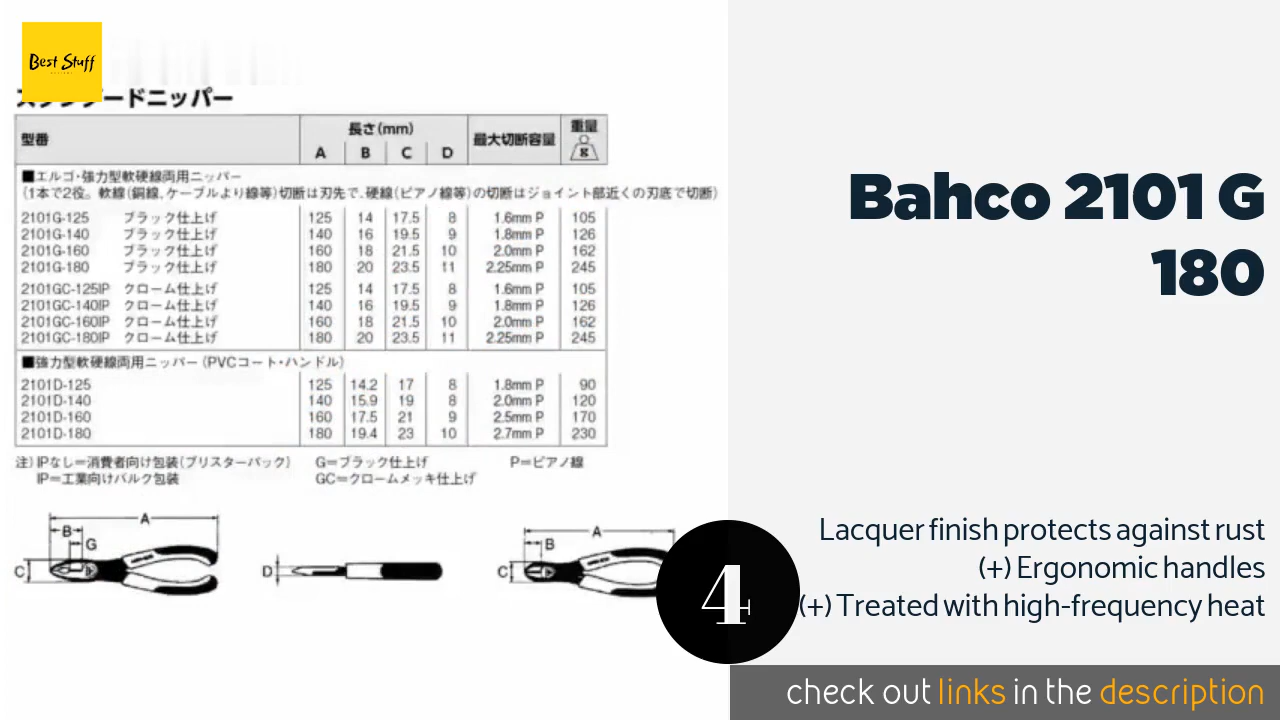 Best Stuff
ードニッパー
型番 長さ(mm) 最大切断容量 重量
A B C D g
■エルゴ・強力型軟硬線両用ニッパー
(1本で2役。軟線(銅線、ケーブルより線等)切断は刃先で、硬線(ピアノ線等)の切断はジョイント部近くの刃底で切断)
2101G-125 ブラック仕上げ 125 14 17.5 8 1.6mm P 105
2101G-140 ブラック仕上げ 140 16 19.5 9 1.8mm P 126
2101G-160 ブラック仕上げ 160 18 21.5 10 2.0mm P 162
2101G-180 ブラック仕上げ 180 20 23.5 11 2.25mm P 245
2101GC-125IP クローム仕上げ 125 14 17.5 8 1.6mm P 105
2101GC-140IP クローム仕上げ 140 16 19.5 9 1.8mm P 126
2101GC-160IP クローム仕上げ 160 18 21.5 10 2.0mm P 162
2101GC-180IP クローム仕上げ 180 20 23.5 11 2.25mm P 245
■強力型軟硬線両用ニッパー(PVCコート・ハンドル)
2101D-125 125 14.2 17 8 1.8mm P 90
2101D-140 140 15.9 19 8 2.0mm P 120
2101D-160 160 17.5 21 9 2.5mm P 170
2101D-180 180 19.4 23 10 2.7mm P 230
注) IPなし=消費者向け包装(ブリスターパック) G=ブラック仕上げ P=ピアノ線
IP=工業向けバルク包装 GC=クロームメッキ仕上げ
A B G C
D
A B C
Bahco 2101 G
180
Lacquer finish protects against rust
(+) Ergonomic handles
(+) Treated with high-frequency heat
4
check out links in the description